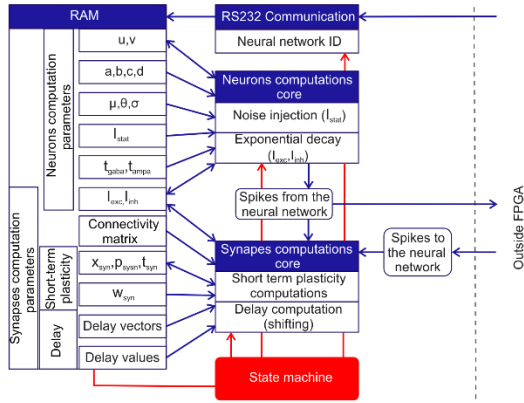 RAM
RS232 Communication
Neural network ID
Neurons computation
parameters
u,v
a,b,c,d
μ,θ,σ
Istat
tgaba,tampa
Iexc,Iinh
Neurons computations
core
Noise injection (Istat)
Exponential decay
(Iexc,Iinh)
Spikes from the
neural network
Synapses computation
parameters
Connectivity
matrix
Short-term
plasticity
xsyn,psysn,tsyn
wsyn
Delay
Delay vectors
Delay values
Synapes computations
core
Short term plasticity
computations
Delay computation
(shifting)
Spikes to
the neural
network
Outside FPGA
State machine